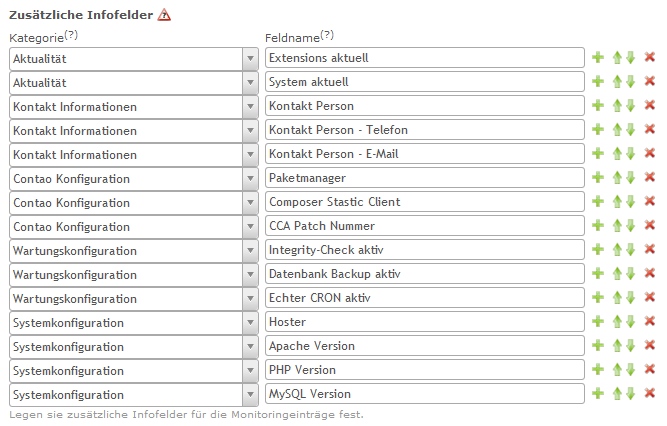 Zusätzliche Infofelder
Kategorie(?) Feldname(?)
Aktualität Extensions aktuell
Aktualität System aktuell
Kontakt Informationen Kontakt Person
Kontakt Informationen Kontakt Person - Telefon
Kontakt Informationen Kontakt Person - E-Mail
Contao Konfiguration Paketmanager
Contao Konfiguration Composer Stastic Client
Contao Konfiguration CCA Patch Nummer
Wartungskonfiguration Integrity-Check aktiv
Wartungskonfiguration Datenbank Backup aktiv
Wartungskonfiguration Echter CRON aktiv
Systemkonfiguration Hoster
Systemkonfiguration Apache Version
Systemkonfiguration PHP Version
Systemkonfiguration MySQL Version
Legen sie zusätzliche Infofelder für die Monitoringeinträge fest.